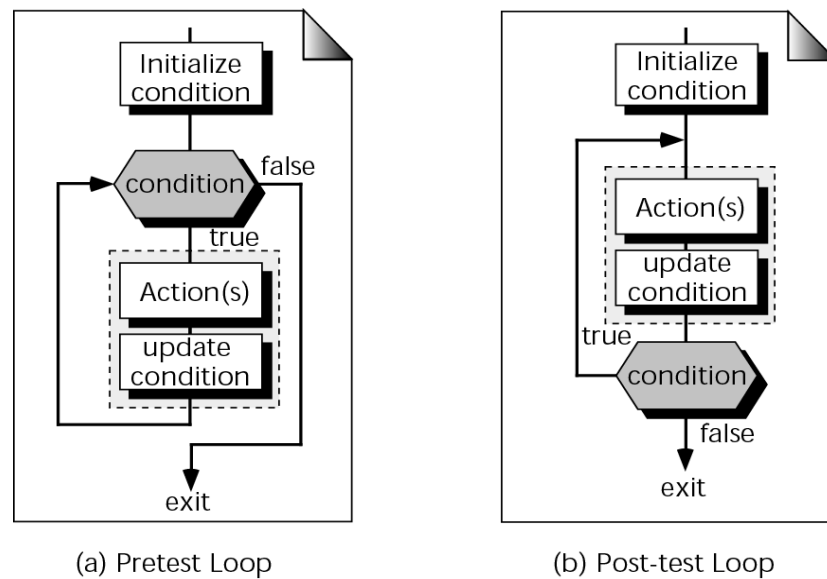 Initialize
condition
condition
false
true
Action(s)
update
condition
exit
(a) Pretest Loop
Initialize
condition
Action(s)
update
condition
true
condition
false
exit
(b) Post-test Loop